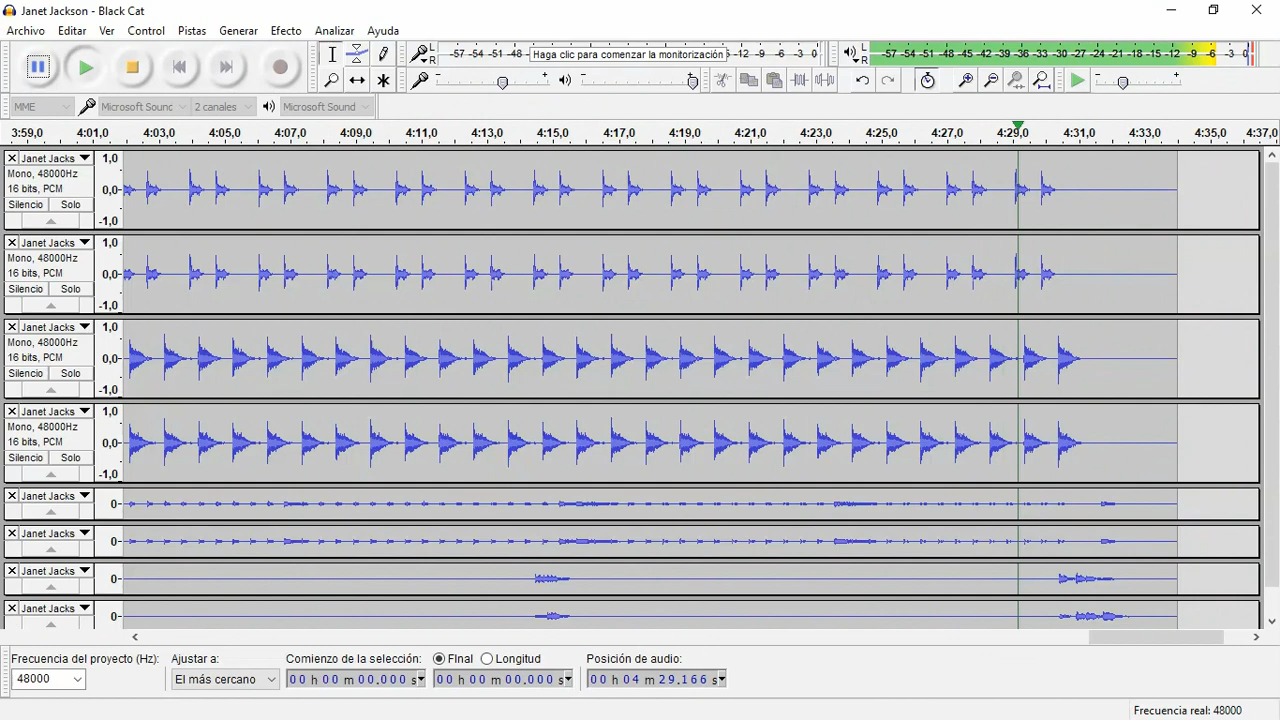 Janet Jackson - Black Cat
Archivo Editar Ver Control Pistas Generar Efecto Analizar Ayuda
L R -57 -54 -51 -48 Haga clic para comenzar la monitorización -12 -9 -6 -3 0
L R -57 -54 -51 -48 -45 -42 -39 -36 -33 -30 -27 -24 -21 -18 -15 -12 -9 -6 -3 0
MME Microsoft Sounc 2 canales Microsoft Sound
3:59,0 4:01,0 4:03,0 4:05,0 4:07,0 4:09,0 4:11,0 4:13,0 4:15,0 4:17,0 4:19,0 4:21,0 4:23,0 4:25,0 4:27,0 4:29,0 4:31,0 4:33,0 4:35,0 4:37,0
Janet Jacks 1,0
Mono, 48000Hz
16 bits, PCM 0,0-
Silencio Solo
-1,0
Janet Jacks 1,0
Mono, 48000Hz
16 bits, PCM 0,0-
Silencio Solo
-1,0
Janet Jacks 1,0
Mono, 48000Hz
16 bits, PCM 0,0-
Silencio Solo
-1,0
Janet Jacks 1,0
Mono, 48000Hz
16 bits, PCM 0,0-
Silencio Solo
-1,0
Janet Jacks 0-
Janet Jacks 0-
Janet Jacks 0-
Janet Jacks 0-
Frecuencia del proyecto (Hz): Ajustar a: Comienzo de la selección: FInal Longitud Posición de audio:
48000 El más cercano 00 h 00 m 00.000 s 00 h 00 m 00.000 s 00 h 04 m 29.166 s
Frecuencia real: 48000